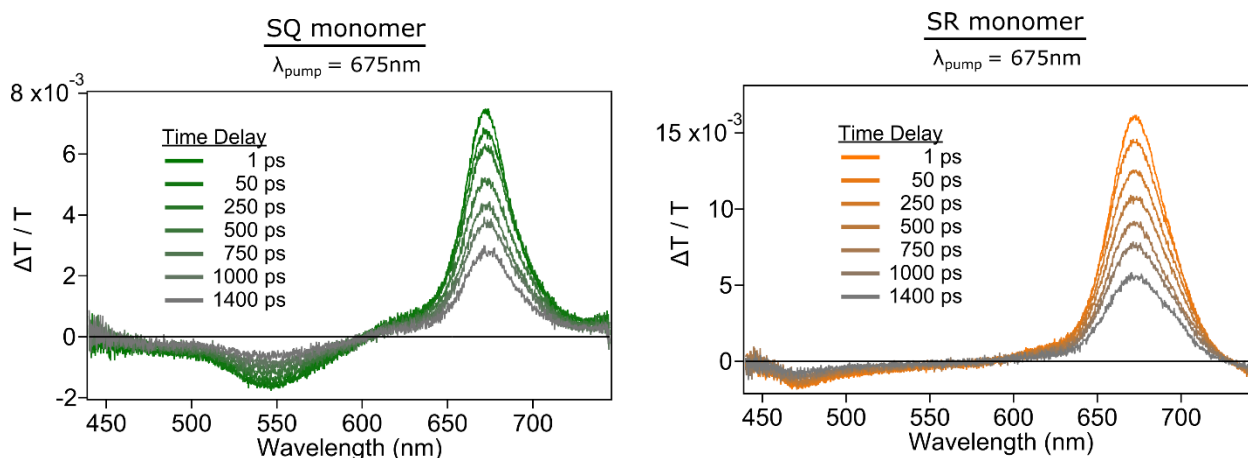 SQ monomer
λpump = 675nm
8 x10-3
6
4
2
0
-2
ΔT / T
Time Delay
1 ps
50 ps
250 ps
500 ps
750 ps
1000 ps
1400 ps
450 500 550 600 650 700
Wavelength (nm)
SR monomer
λpump = 675nm
15 x10-3
10
5
0
ΔT / T
Time Delay
1 ps
50 ps
250 ps
500 ps
750 ps
1000 ps
1400 ps
450 500 550 600 650 700
Wavelength (nm)